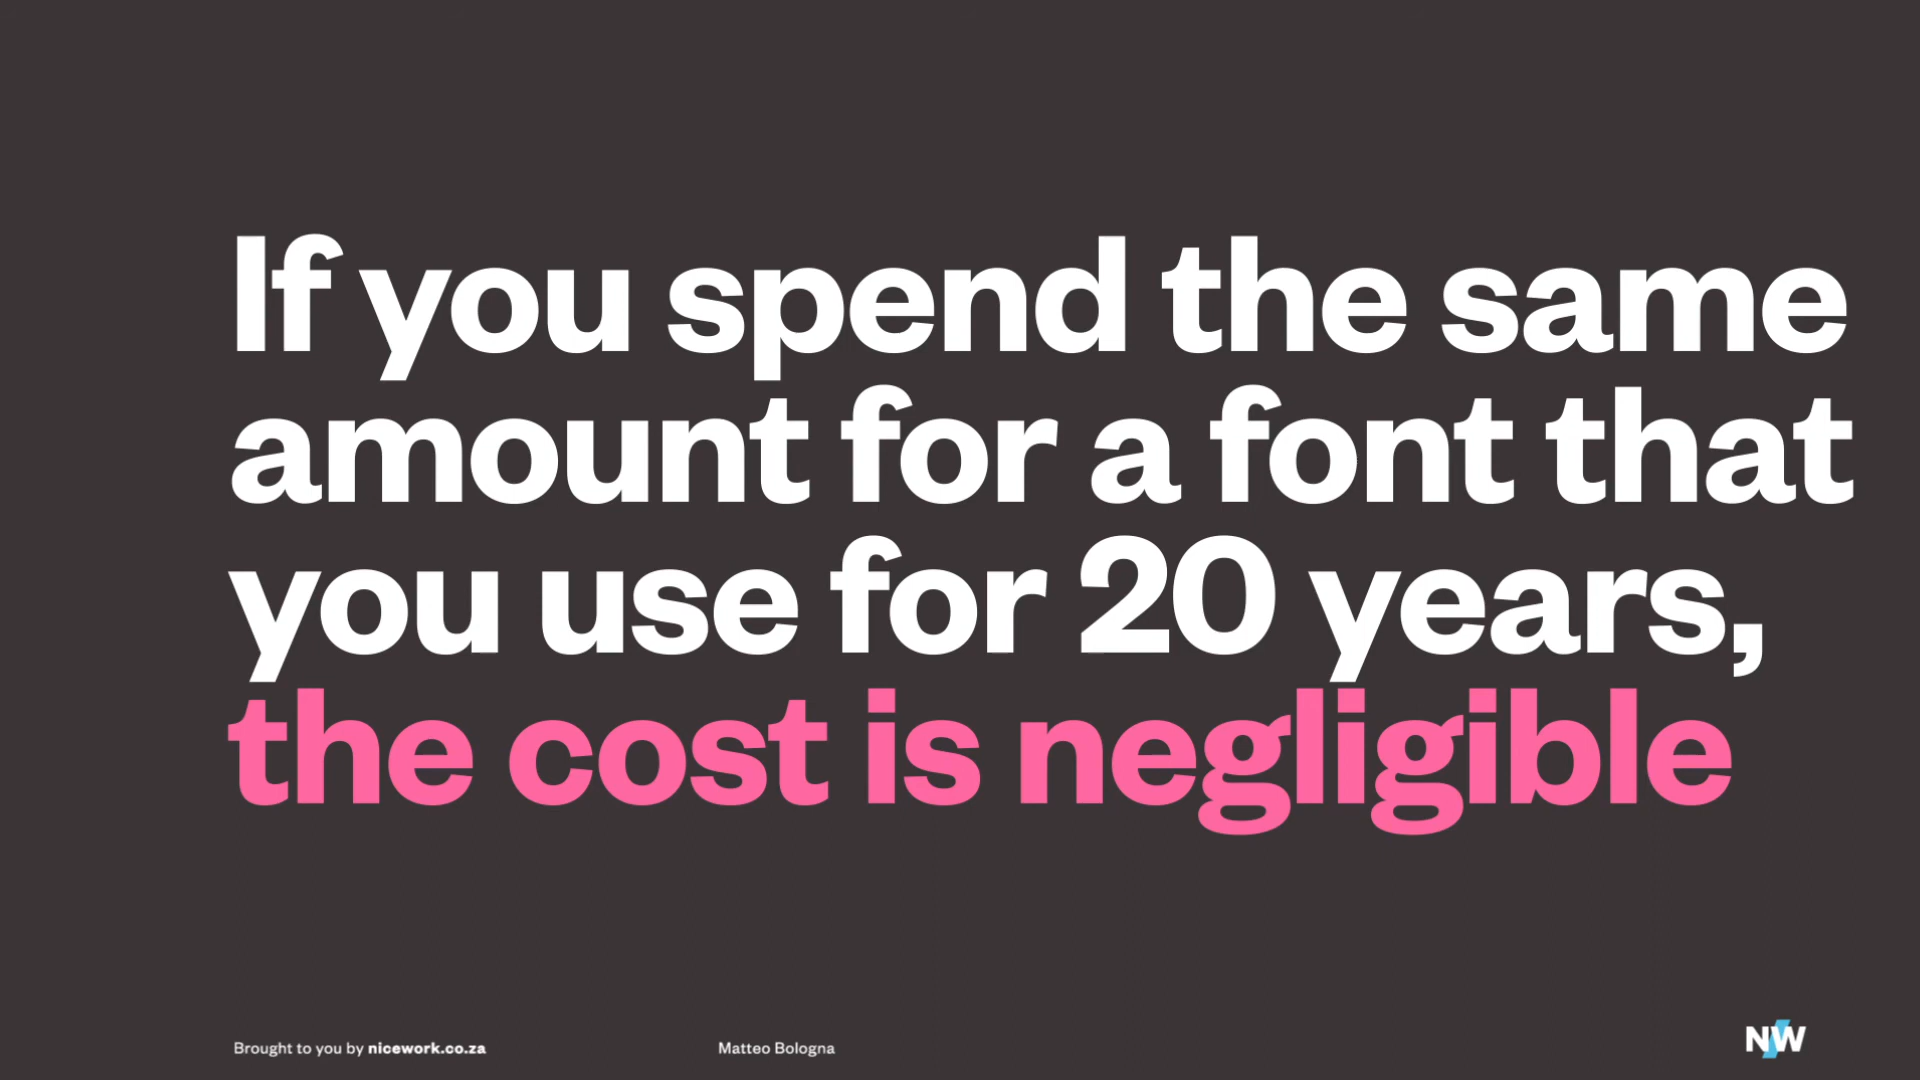 If you spend the same
amount for a font that
you use for 20 years,
the cost is negligible
Brought to you by nicework.co.za
Matteo Bologna
NW